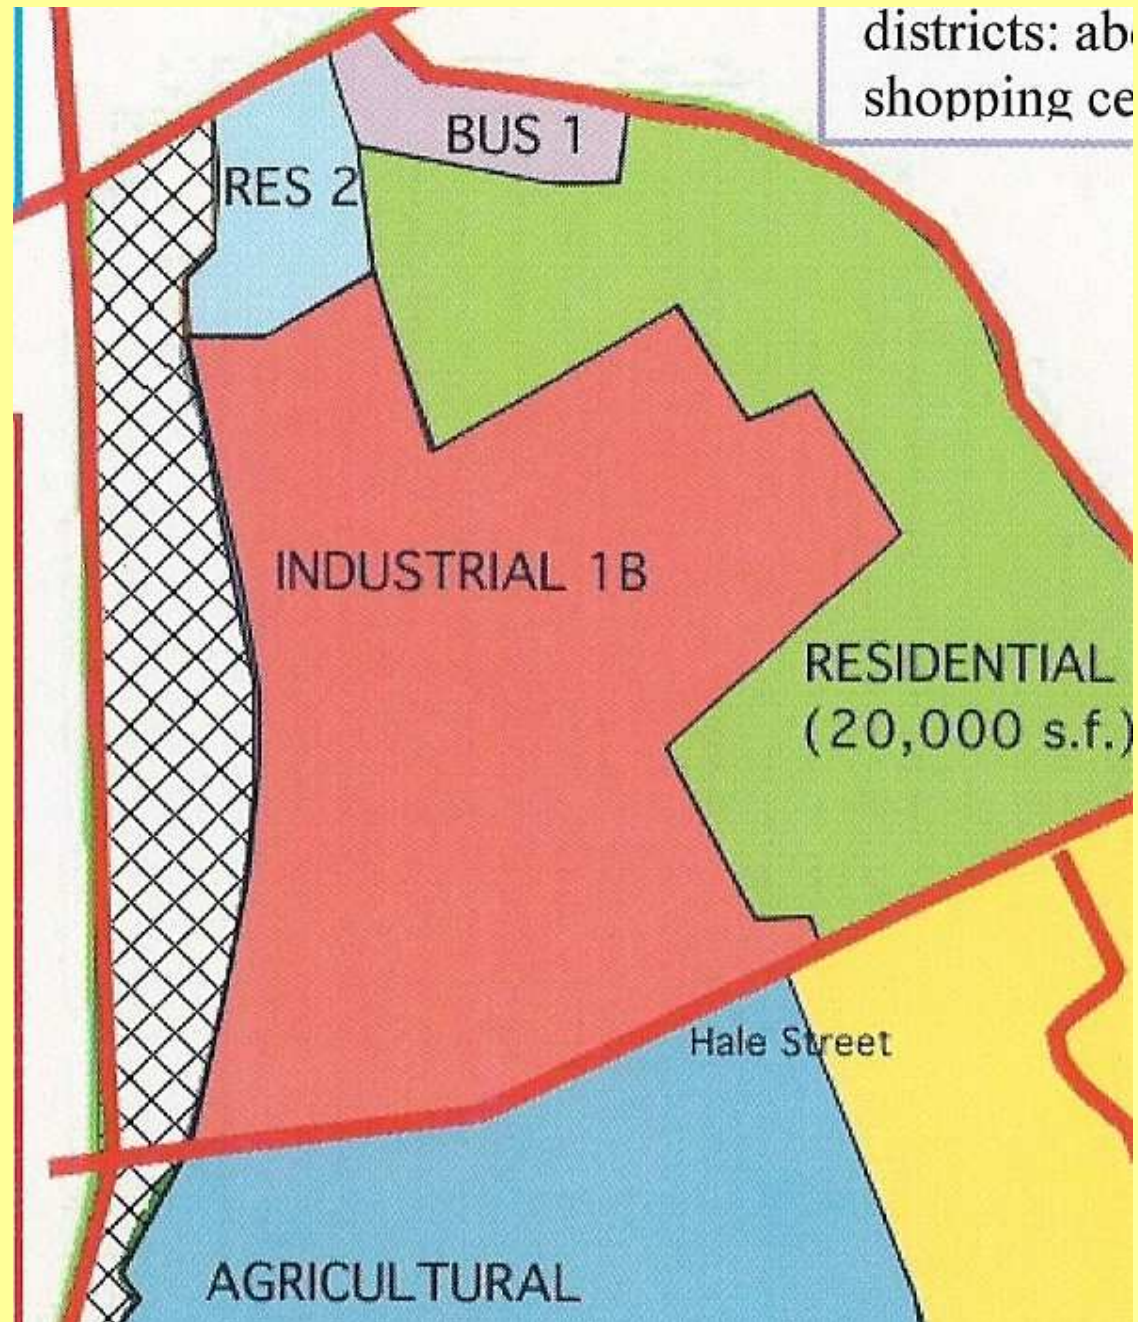 districts: ab
shopping ce
BUS 1
RES 2
INDUSTRIAL 1B
RESIDENTIAL
(20,000 s.f.)
Hale Street
AGRICULTURAL